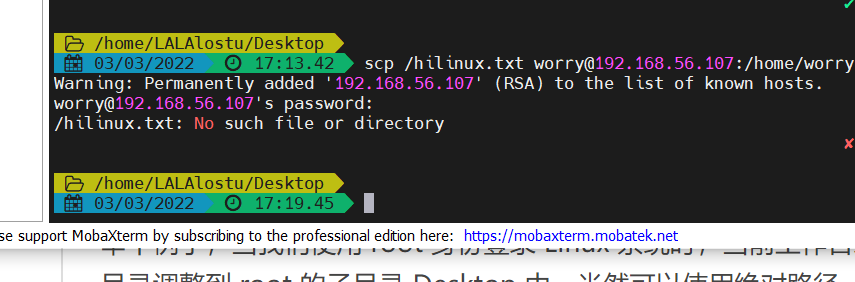 /home/LALAlostu/Desktop
03/03/2022 17:13.42 scp /hilinux.txt worry@192.168.56.107:/home/worry
Warning: Permanently added '192.168.56.107' (RSA) to the list of known hosts.
worry@192.168.56.107's password:
/hilinux.txt: No such file or directory
/home/LALAlostu/Desktop
03/03/2022 17:19.45
se support MobaXterm by subscribing to the professional edition here: https://mobaxterm.mobatek.net